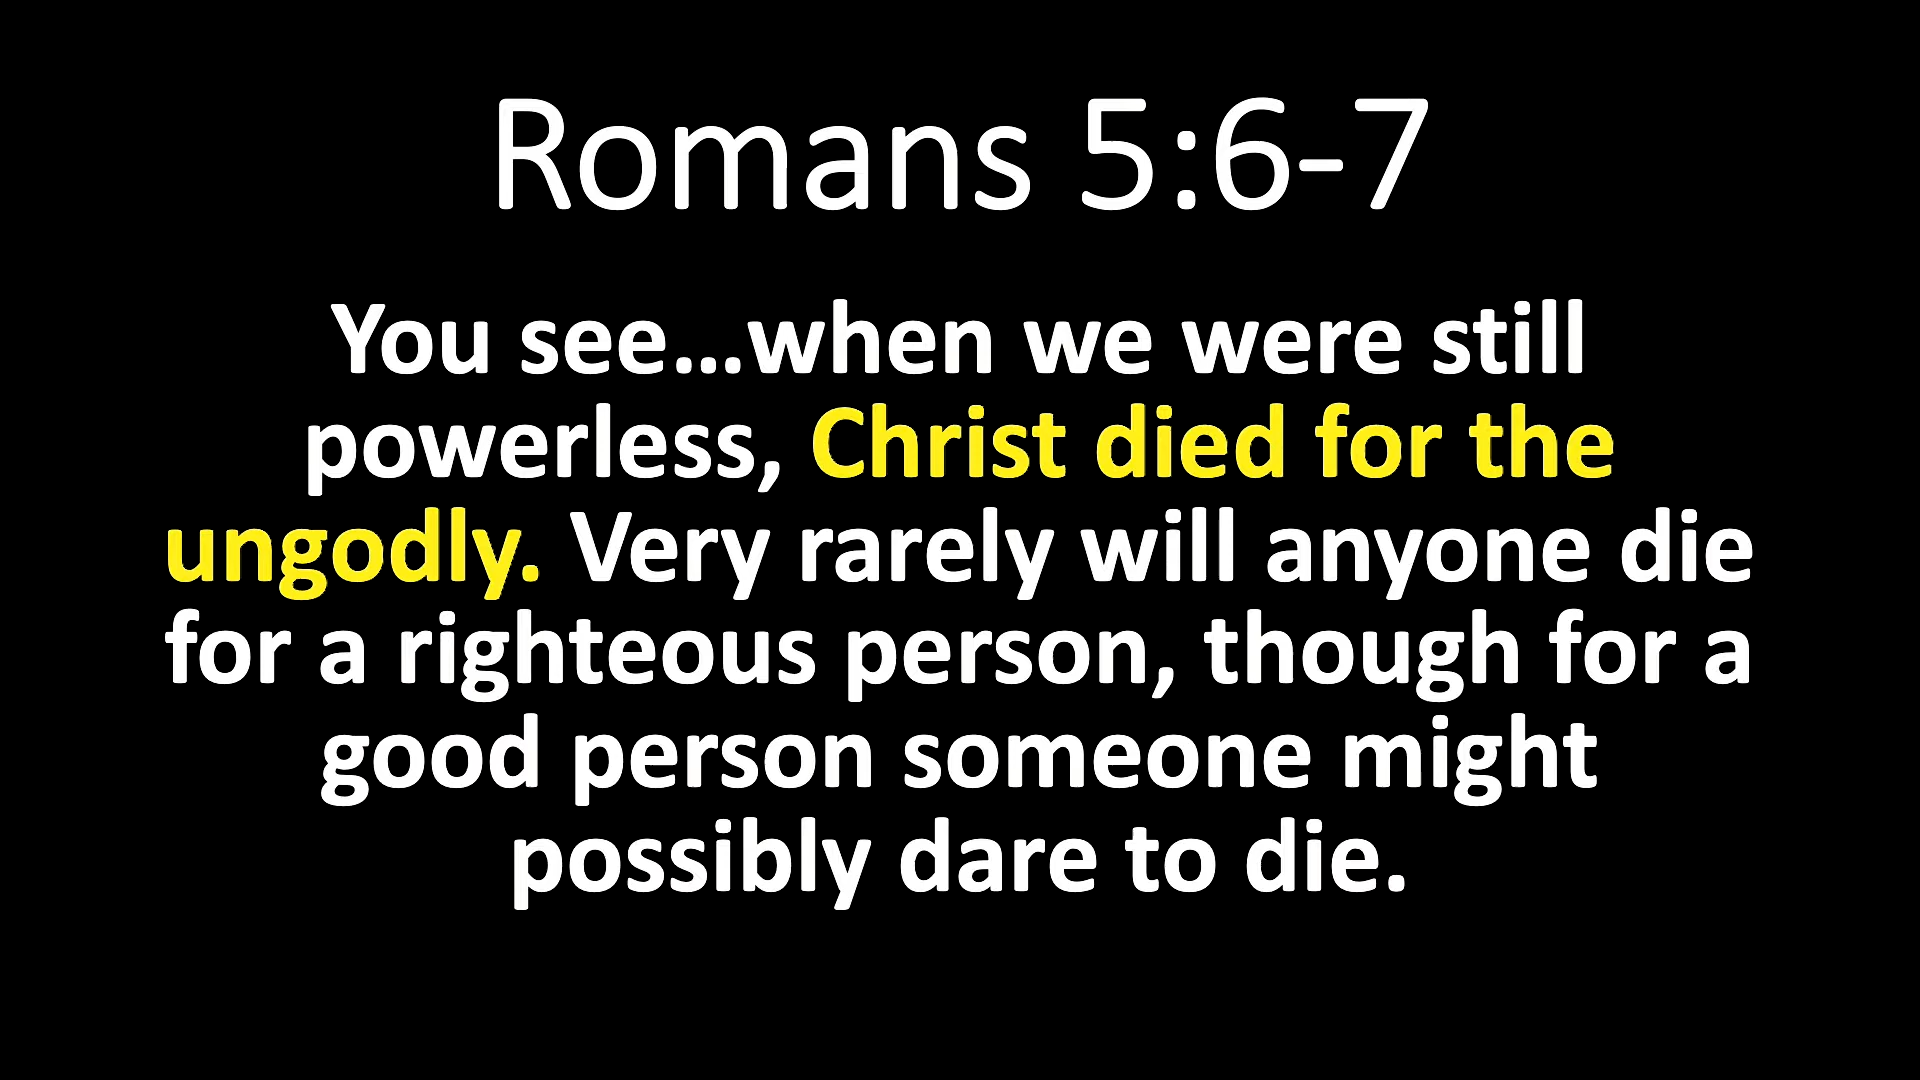 Romans 5:6-7
You see…when we were still
powerless, Christ died for the
ungodly. Very rarely will anyone die
for a righteous person, though for a
good person someone might
possibly dare to die.